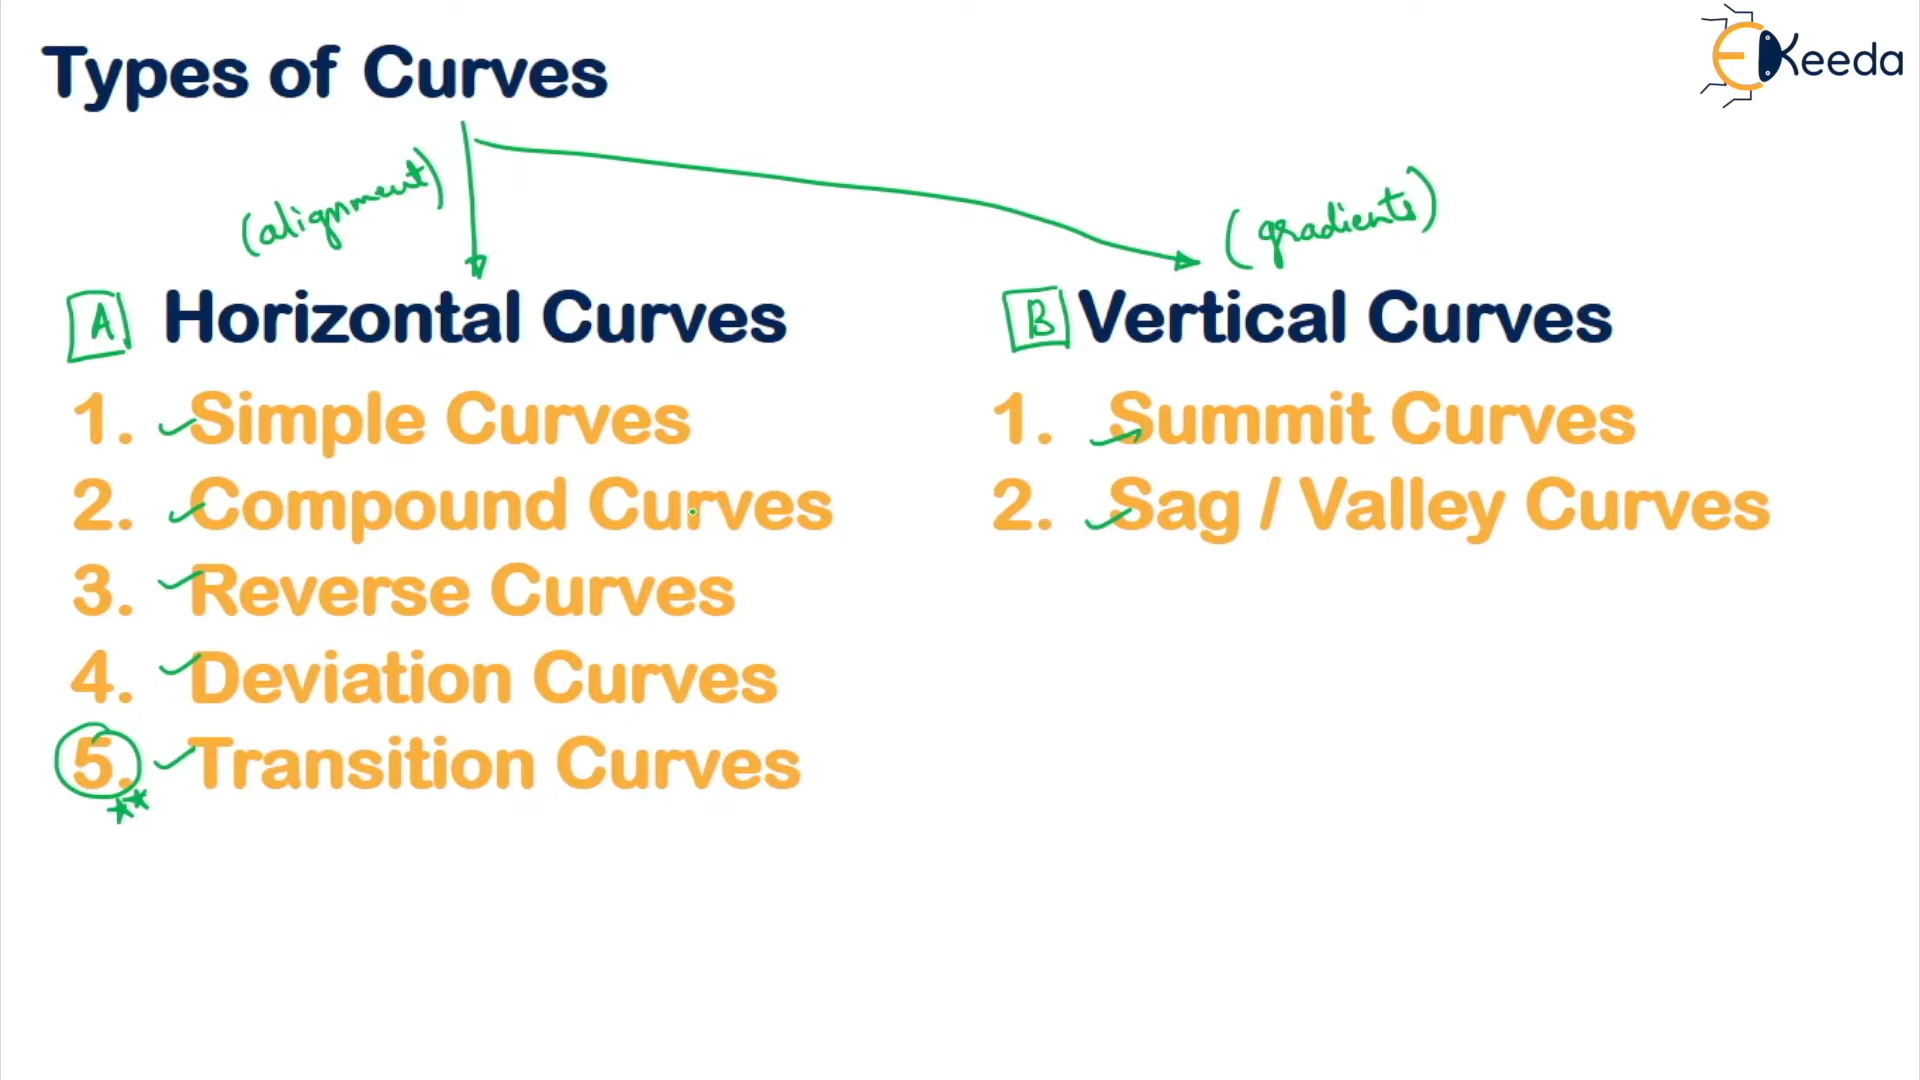 Types of Curves
EKeeda
(alignment)
(gradients)
A Horizontal Curves
1. Simple Curves
2. Compound Curves
3. Reverse Curves
4. Deviation Curves
5. Transition Curves
B Vertical Curves
1. Summit Curves
2. Sag / Valley Curves